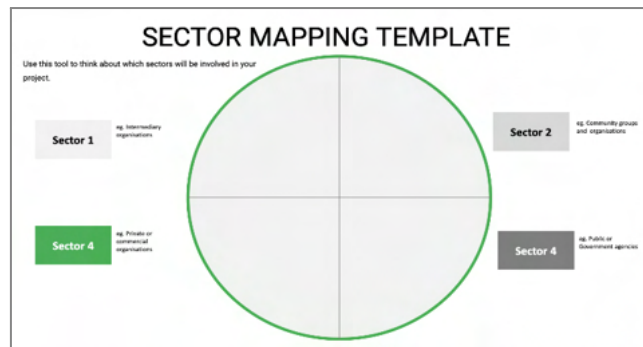 SECTOR MAPPING TEMPLATE
Use this tool to think about which sectors will be involved in your
project.
Sector 1
eg. Intermediary
organisations
Sector 2
eg. Community groups
and organisations
Sector 4
eg. Private or
commercial
organisations
Sector 4
eg. Public or
Government agencies